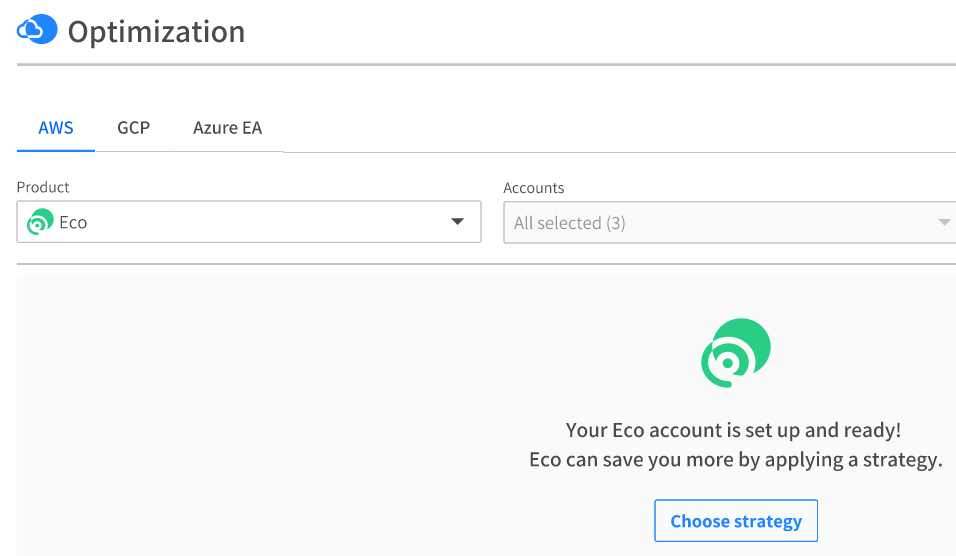 Optimization
AWS GCP Azure EA
Product Accounts
Eco All selected (3)
Your Eco account is set up and ready!
Eco can save you more by applying a strategy.
Choose strategy